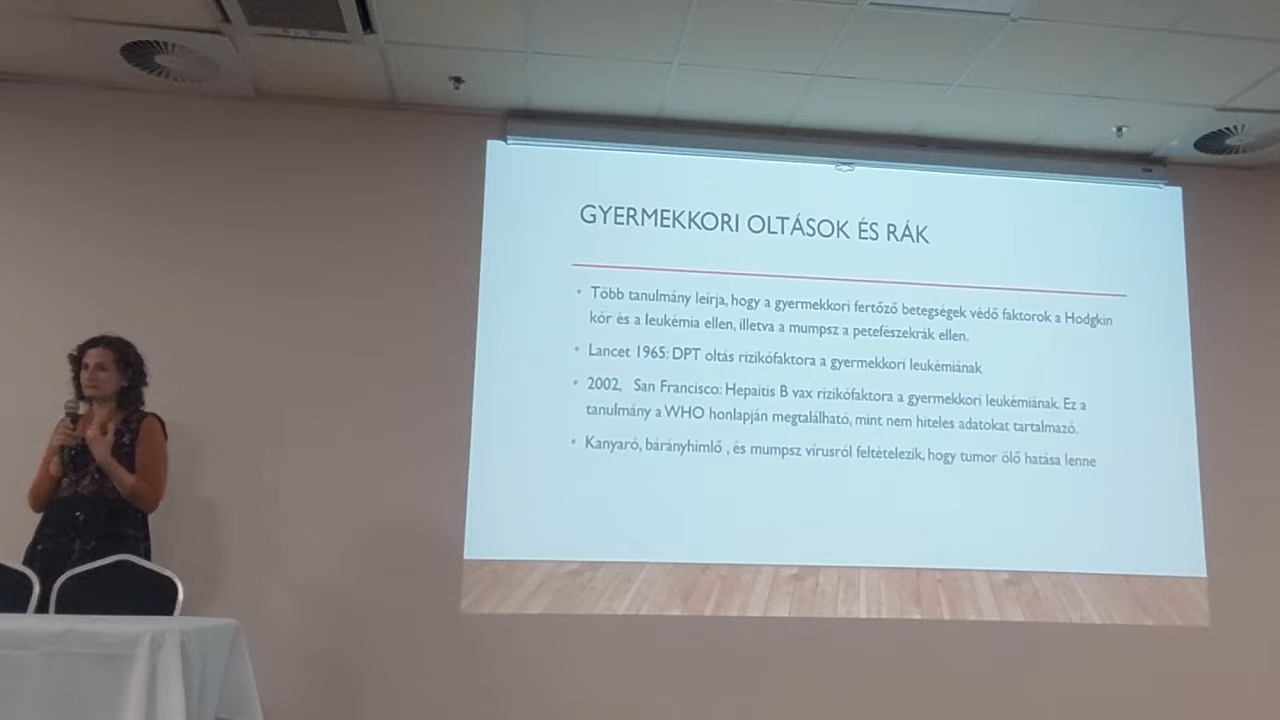 GYERMEKKORI OLTÁSOK ÉS RÁK
• Több tanulmány leírja, hogy a gyermekkori fertőző betegségek védő faktorok a Hodgkin
kór és a leukémia ellen, illetva a mumpsz a petefészekrák ellen.
• Lancet 1965: DPT oltás rizikófaktora a gyermekkori leukémiának
• 2002, San Francisco: Hepaitis B vax rizikófaktora a gyermekkori leukémiának. Ez a
tanulmány a WHO honlapján megtalálható, mint nem hiteles adatokat tartalmazó.
• Kanyaró, bárányhimlő , és mumpsz vírusról feltételezik, hogy tumor ölő hatása lenne